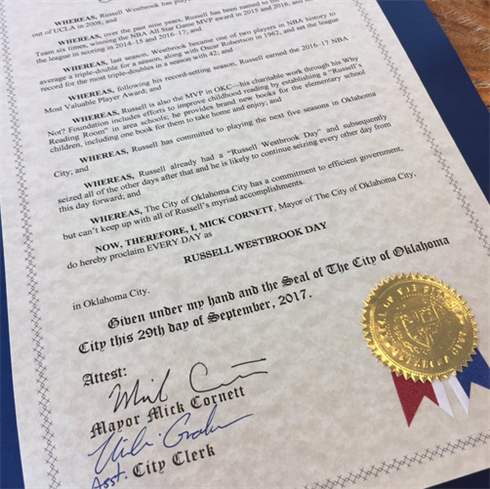 WHEREAS, Russell Westbrook has play
out of UCLA in 2008; and
WHEREAS, over the past nine years, Russell has been named to
Team six times, winning the NBA All Star Game MVP award in 2015 and 2016; and
the league in scoring in 2014-15 and 2016-17; and
WHEREAS, last season, Westbrook became one of two players in NBA history to
average a triple-double for a season, along with Oscar Robertson in 1962, and set the league
record for the most triple-doubles in a season with 42; and
WHEREAS, following his record-setting season, Russell earned the 2016-17 NBA
Most Valuable Player Award; and
WHEREAS, Russell is also the MVP in OKC—his charitable work through his Why
Not? Foundation includes efforts to improve childhood reading by establishing a "Russell's
Reading Room" in area schools; he provides brand new books for the elementary school
children, including one book for them to take home and enjoy; and
WHEREAS, Russell has committed to playing the next five seasons in Oklahoma
City; and
WHEREAS, Russell already had a "Russell Westbrook Day" and subsequently
seized all of the other days after that and he is likely to continue seizing every other day from
this day forward; and
WHEREAS, The City of Oklahoma City has a commitment to efficient government,
but can't keep up with all of Russell's myriad accomplishments.
NOW, THEREFORE, I, MICK CORNETT, Mayor of The City of Oklahoma City,
do hereby proclaim EVERY DAY as
RUSSELL WESTBROOK DAY
in Oklahoma City.
Given under my hand and the Seal of The City of Oklahoma
City this 29th day of September, 2017.
Attest:
Mick Cornett
Mayor Mick Cornett
Asst. City Clerk